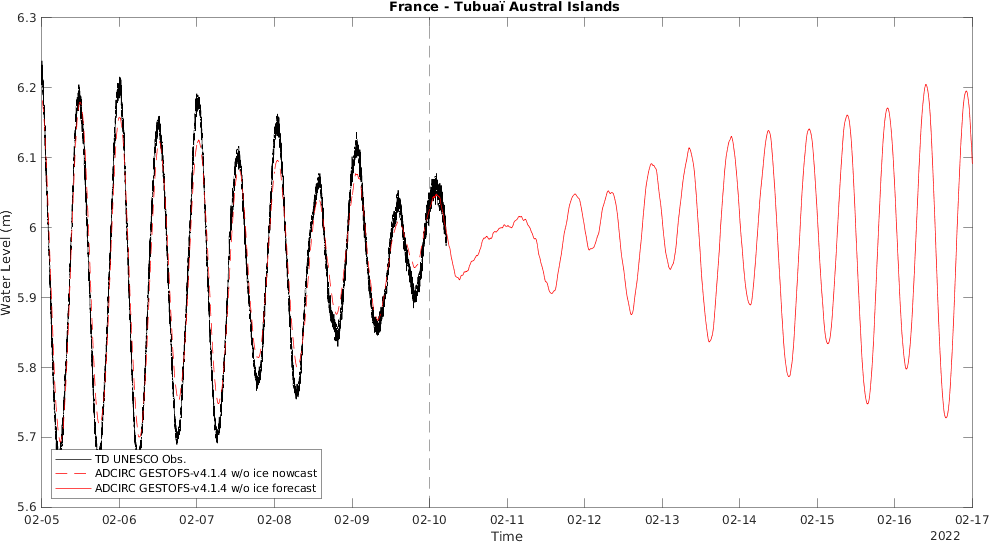 France - Tubuaï Austral Islands
6.3
6.2
6.1
6
5.9
5.8
5.7
5.6
Water Level (m)
TD UNESCO Obs.
ADCIRC GESTOFS-v4.1.4 w/o ice nowcast
ADCIRC GESTOFS-v4.1.4 w/o ice forecast
02-05 02-06 02-07 02-08 02-09 02-10 02-11 02-12 02-13 02-14 02-15 02-16 02-17
Time
2022